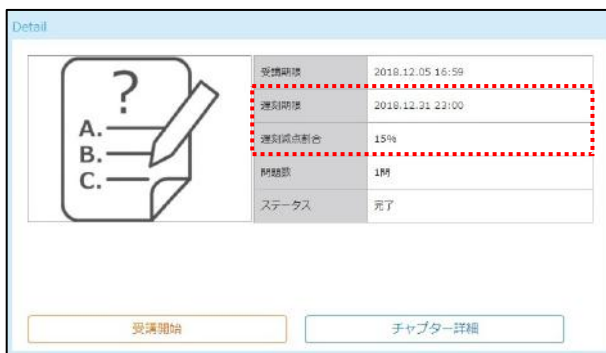 Detail
?
A.
B.
C.
受講期限 2018.12.05 16:59
遅刻期限 2018.12.31 23:00
遅刻減点割合 15%
問題数 1問
ステータス 完了
受講開始 チャプター詳細